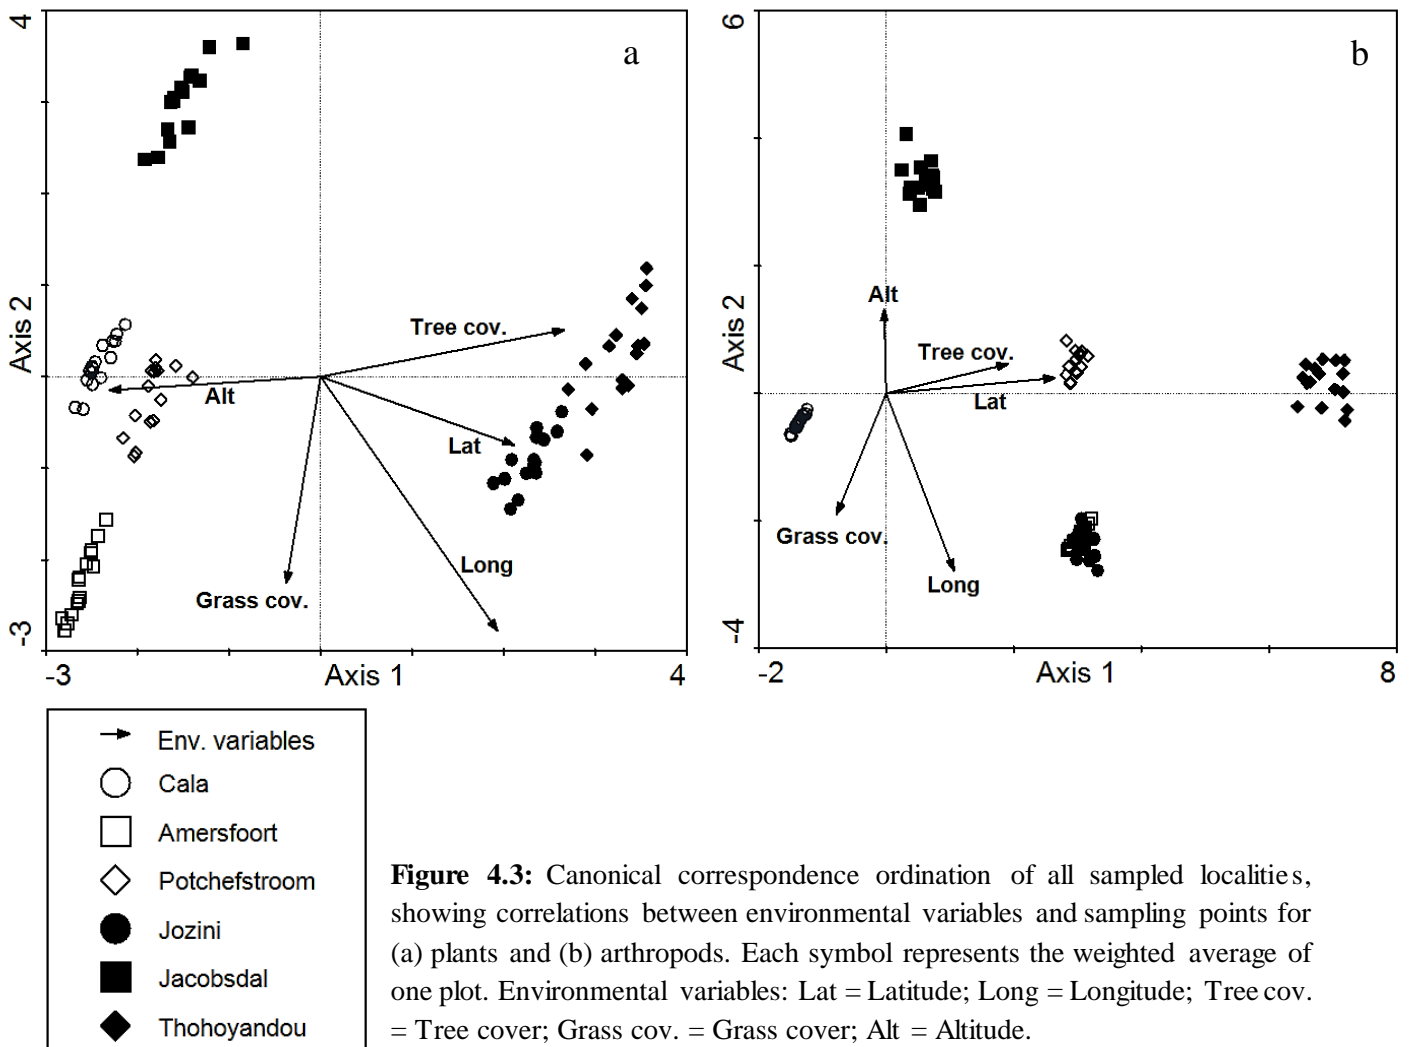 4
a
Axis 2
Tree cov.
Alt
Lat
Long
Grass cov.
-3
-3
Axis 1
4
6
b
Axis 2
Alt
Tree cov.
Lat
Grass cov.
Long
-4
-2
Axis 1
8
Env. variables
Cala
Amersfoort
Potchefstroom
Jozini
Jacobsdal
Thohoyandou
Figure 4.3: Canonical correspondence ordination of all sampled localities,
showing correlations between environmental variables and sampling points for
(a) plants and (b) arthropods. Each symbol represents the weighted average of
one plot. Environmental variables: Lat = Latitude; Long = Longitude; Tree cov.
= Tree cover; Grass cov. = Grass cover; Alt = Altitude.